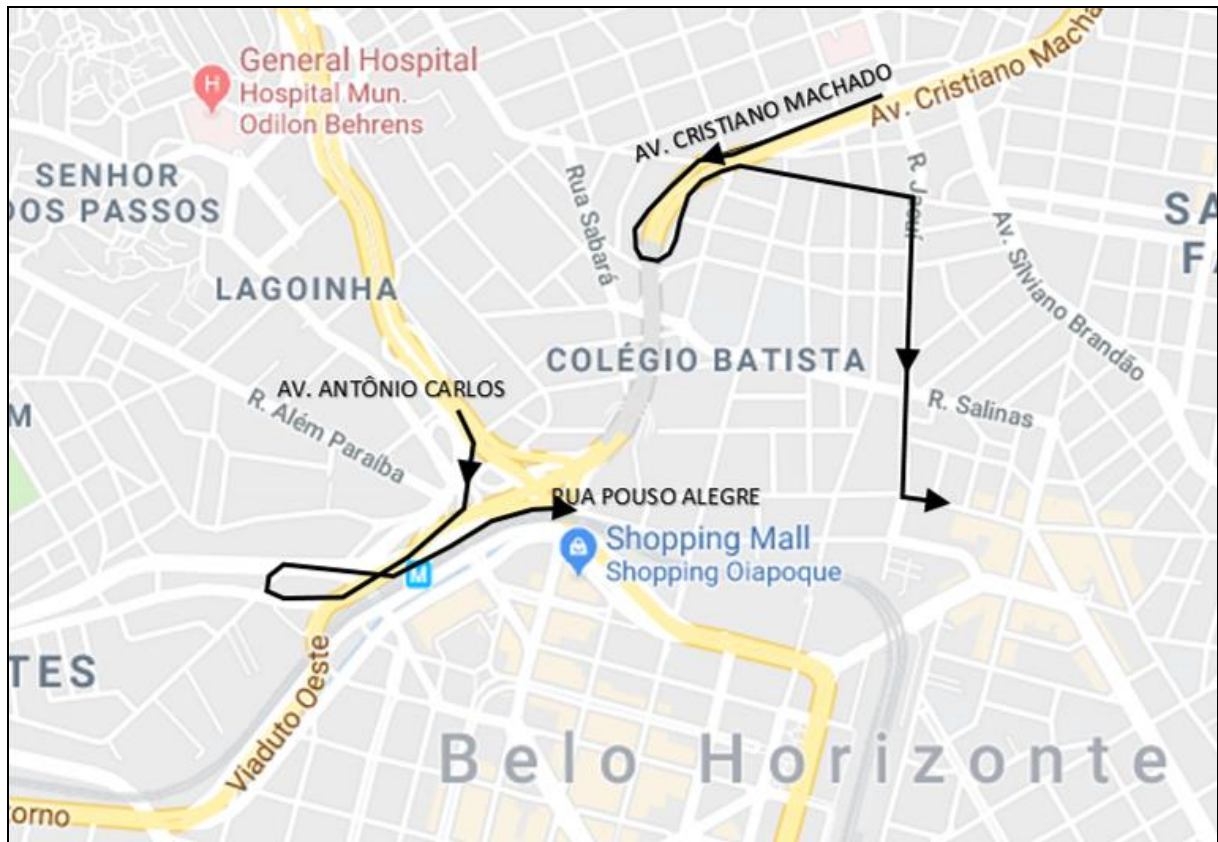 General Hospital
Hospital Mun.
Odilon Behrens
H
SENHOR
DOS PASSOS
LAGOINHA
AV. CRISTIANO MACHADO
Av. Cristiano Macha
Rua Sabará
R. Jacuí
Av. Silviano Brandão
SA
FA
COLÉGIO BATISTA
AV. ANTÔNIO CARLOS
R. Além Paraíba
M
R. Salinas
RUA POUSO ALEGRE
Shopping Mall
Shopping Oiapoque
M
TES
Viaduto Oeste
Belo Horizonte
orno